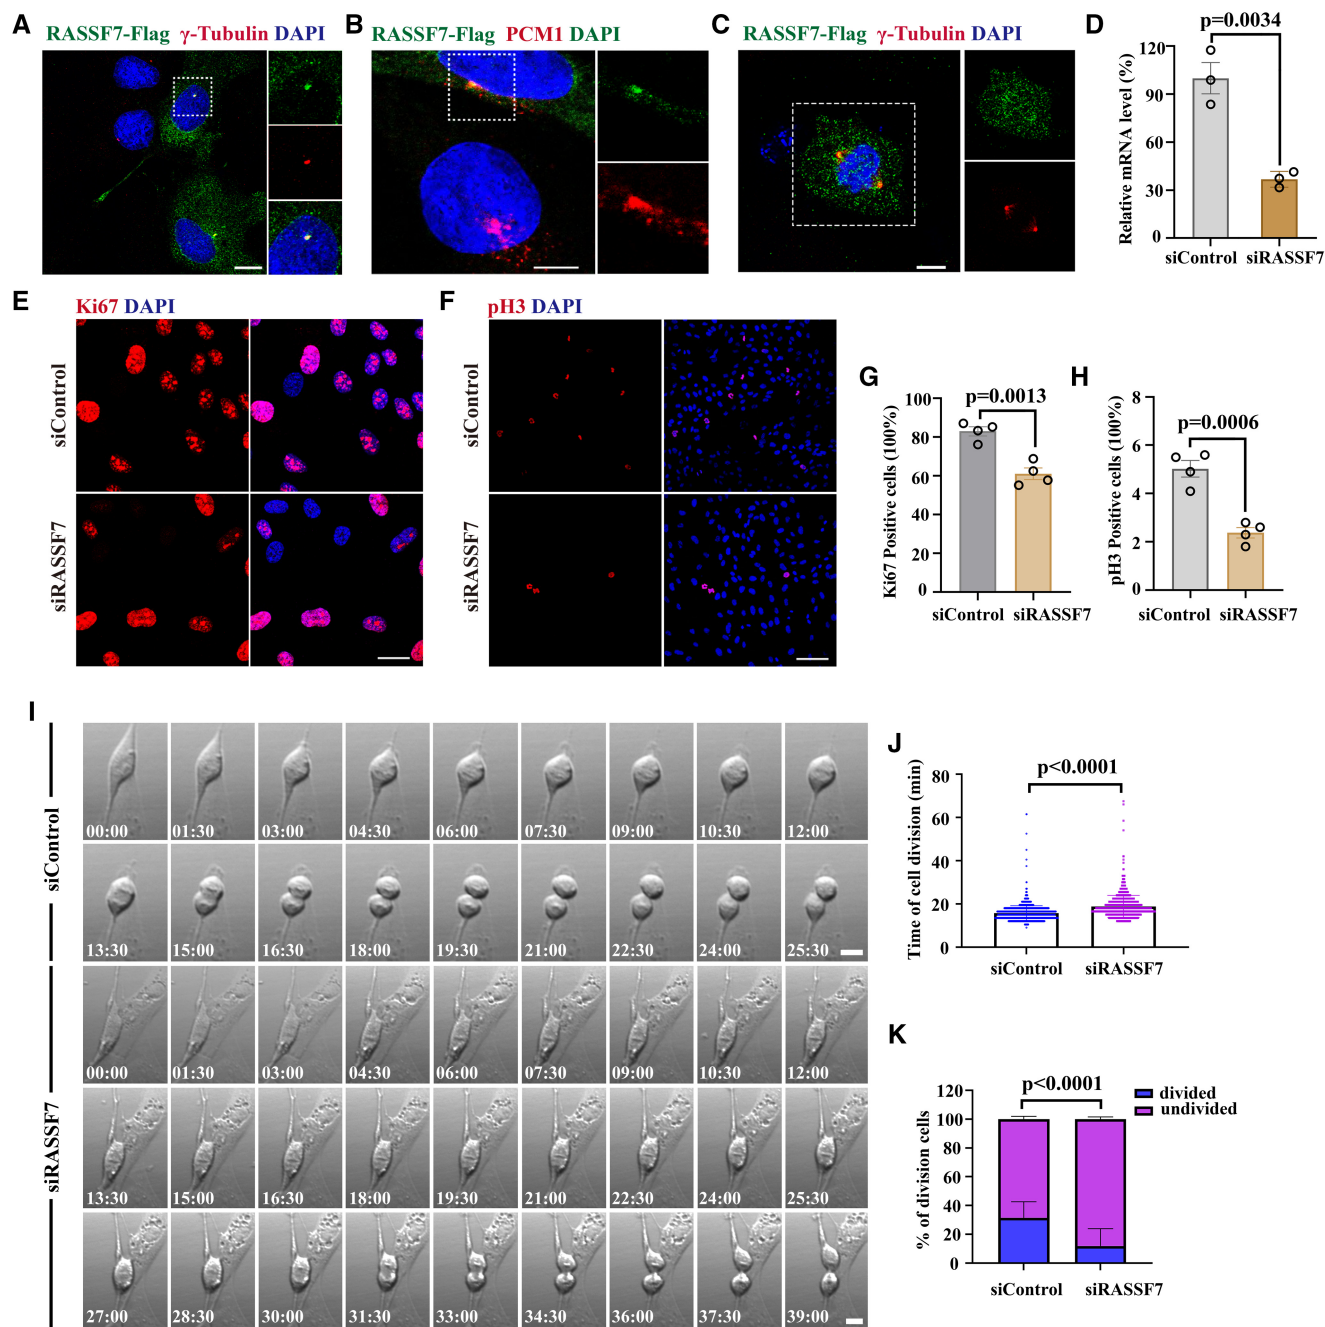 A
RASSF7-Flag γ-Tubulin DAPI
B
RASSF7-Flag PCM1 DAPI
C
RASSF7-Flag γ-Tubulin DAPI
D
p=0.0034
Relative mRNA level (%)
120
90
60
30
0
siControl siRASSF7
E
Ki67 DAPI
siControl
siRASSF7
F
pH3 DAPI
siControl
siRASSF7
G
p=0.0013
Ki67 Positive cells (100%)
100
80
60
40
20
0
siControl siRASSF7
H
p=0.0006
pH3 Positive cells (100%)
8
6
4
2
0
siControl siRASSF7
I
siControl
00:00 01:30 03:00 04:30 06:00 07:30 09:00 10:30 12:00
13:30 15:00 16:30 18:00 19:30 21:00 22:30 24:00 25:30
siRASSF7
00:00 01:30 03:00 04:30 06:00 07:30 09:00 10:30 12:00
13:30 15:00 16:30 18:00 19:30 21:00 22:30 24:00 25:30
27:00 28:30 30:00 31:30 33:00 34:30 36:00 37:30 39:00
J
p<0.0001
Time of cell division (min)
80
60
40
20
0
siControl siRASSF7
K
p<0.0001
divided
undivided
% of division cells
120
100
80
60
40
20
0
siControl siRASSF7